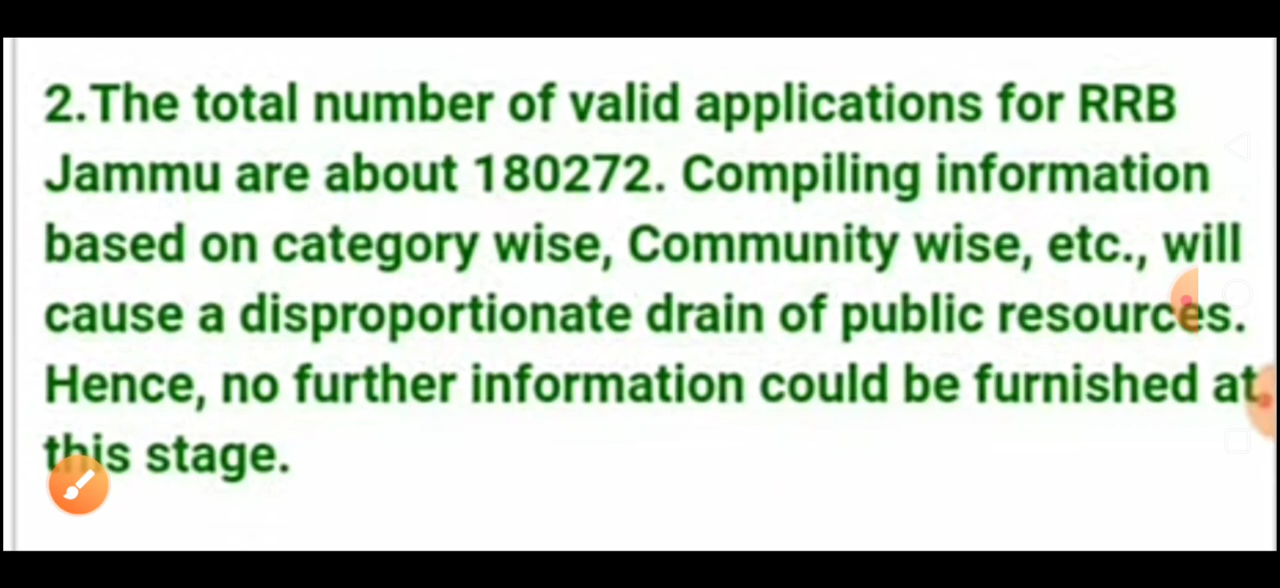 2.The total number of valid applications for RRB
Jammu are about 180272. Compiling information
based on category wise, Community wise, etc., will
cause a disproportionate drain of public resources.
Hence, no further information could be furnished at
this stage.